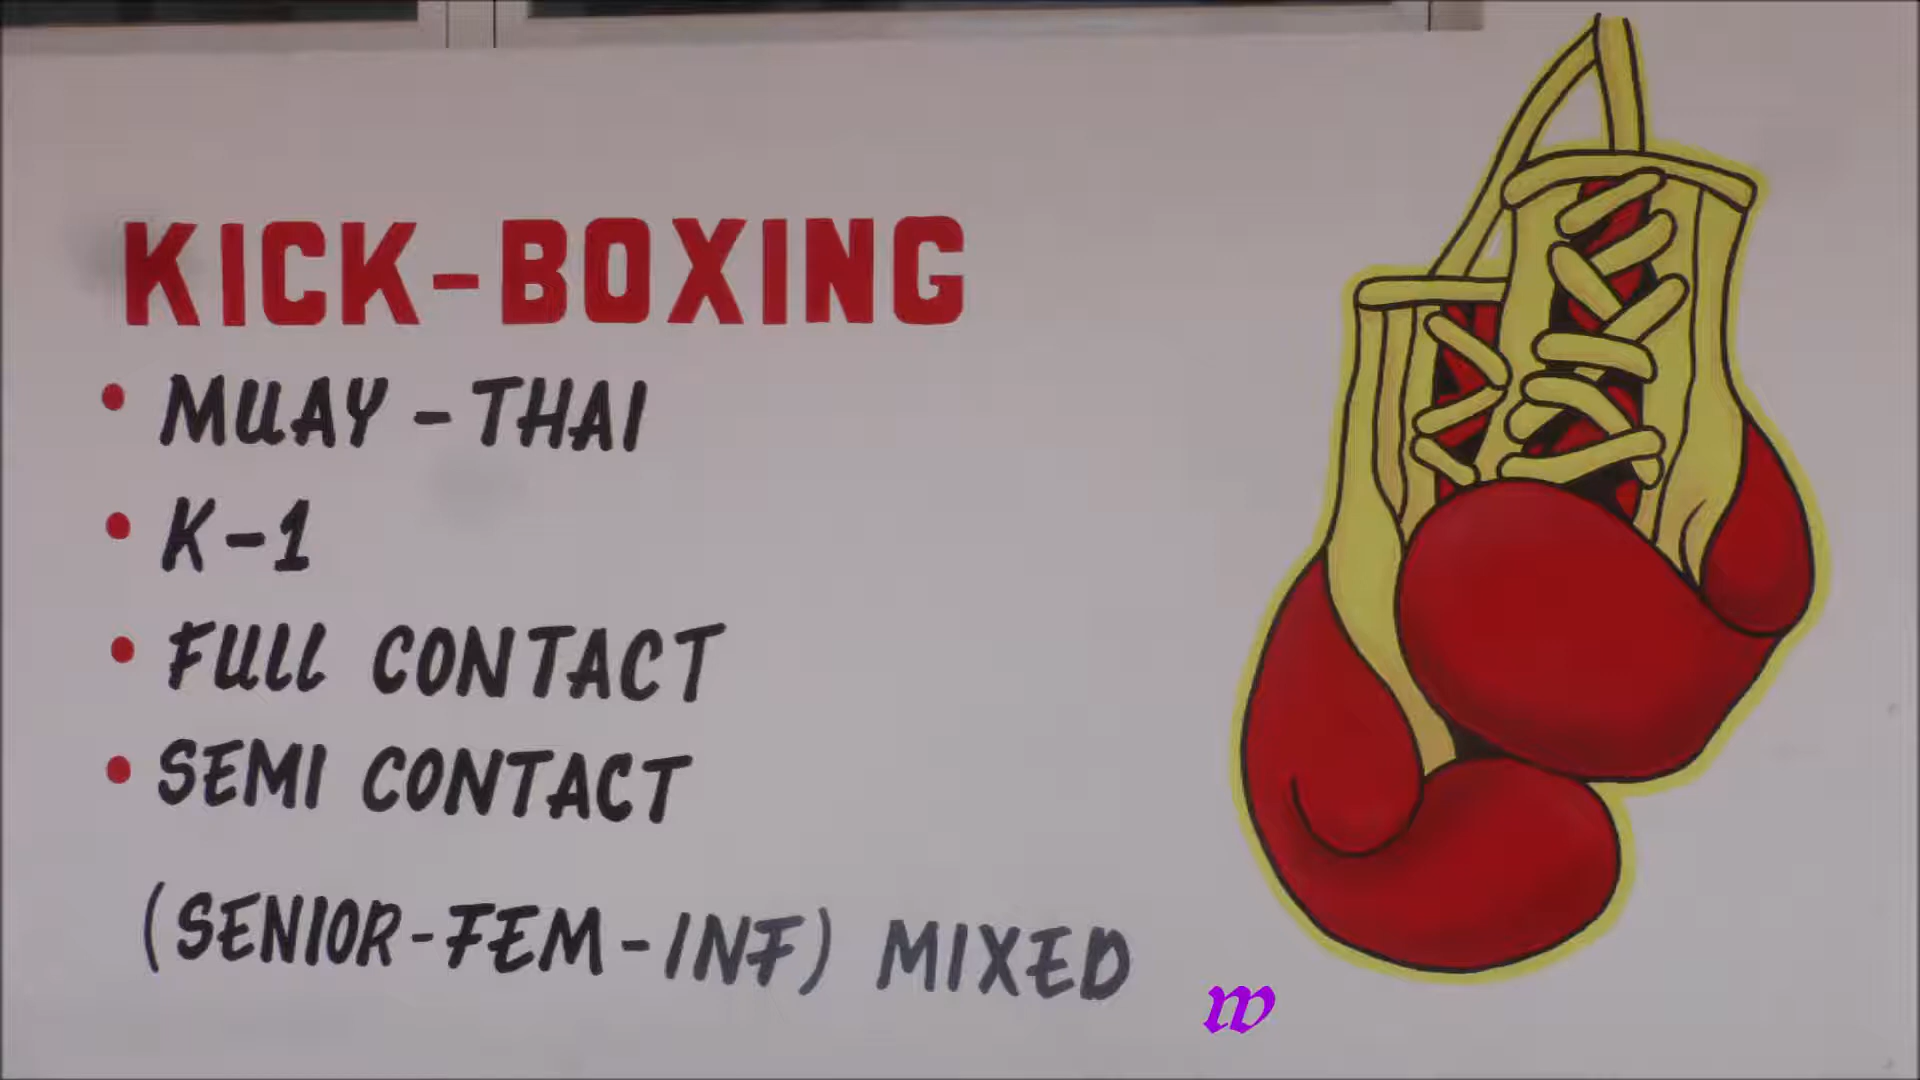 KICK-BOXING
• MUAY-THAI
• K-1
• FULL CONTACT
• SEMI CONTACT
(SENIOR-FEM-INF) MIXED
w